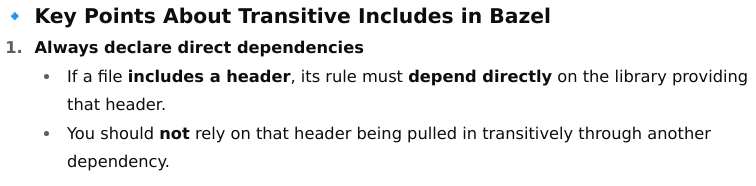 🔹 Key Points About Transitive Includes in Bazel
1. Always declare direct dependencies
• If a file includes a header, its rule must depend directly on the library providing
that header.
• You should not rely on that header being pulled in transitively through another
dependency.